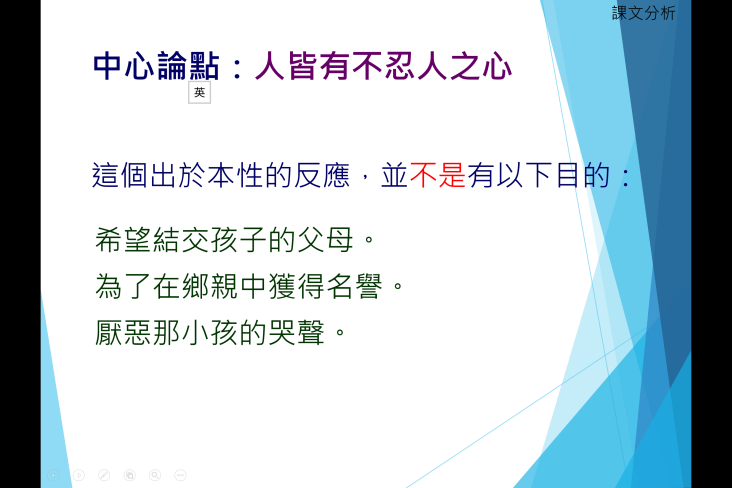 課文分析
中心論點：人皆有不忍人之心
英
這個出於本性的反應，並不是有以下目的：
希望結交孩子的父母。
為了在鄉親中獲得名譽。
厭惡那小孩的哭聲。